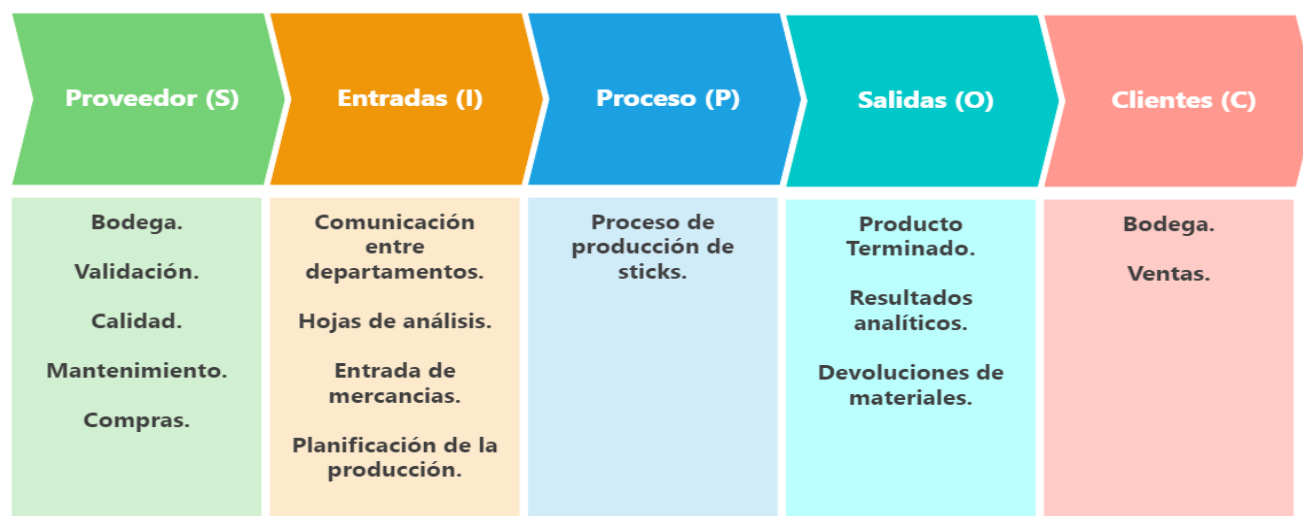 Proveedor (S)
Entradas (I)
Proceso (P)
Salidas (O)
Clientes (C)
Bodega.
Validación.
Calidad.
Mantenimiento.
Compras.
Comunicación
entre
departamentos.
Hojas de análisis.
Entrada de
mercancias.
Planificación de la
producción.
Proceso de
producción de
sticks.
Producto
Terminado.
Resultados
analíticos.
Devoluciones de
materiales.
Bodega.
Ventas.